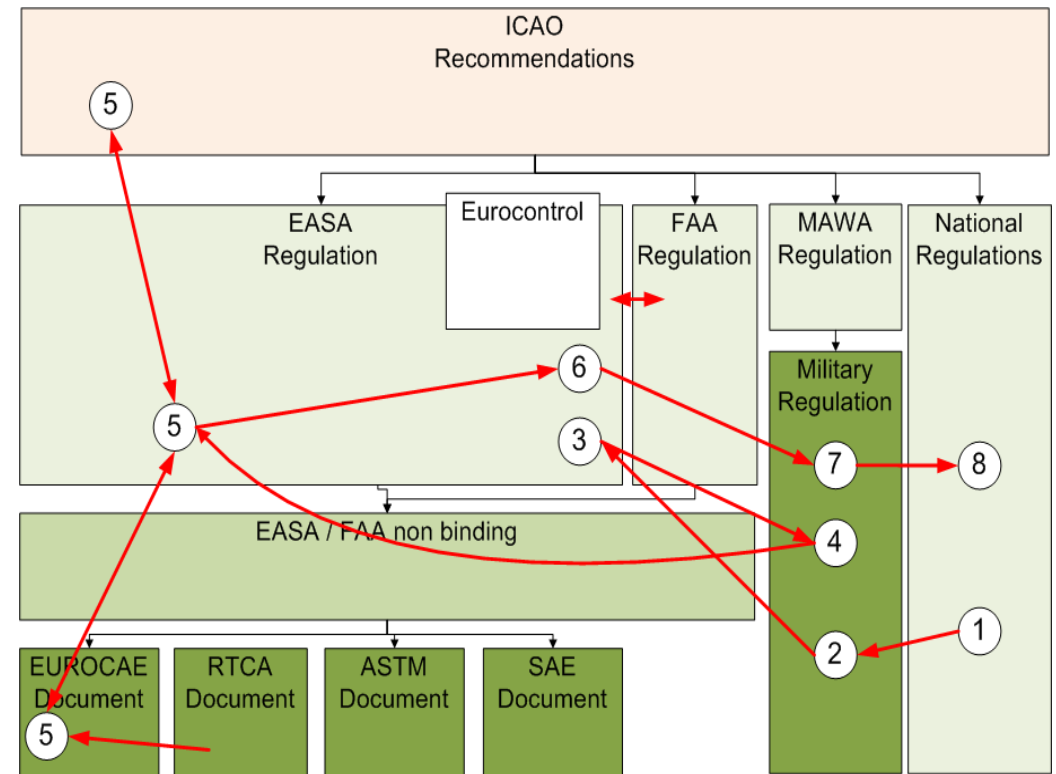 ICAO
Recommendations
5
EASA
Regulation
Eurocontrol
FAA
Regulation
MAWA
Regulation
National
Regulations
Military
Regulation
6
5
3
7
8
4
EASA / FAA non binding
1
2
EUROCAE
Document
RTCA
Document
ASTM
Document
SAE
Document
5